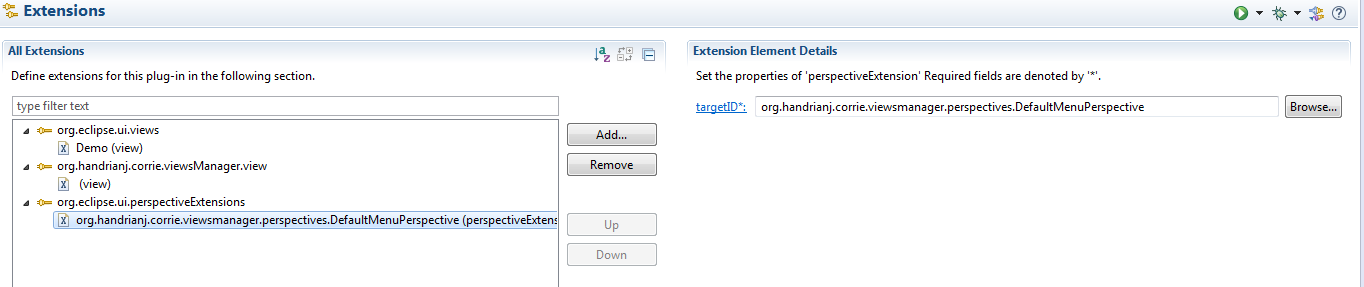 Extensions
All Extensions
Define extensions for this plug-in in the following section.
type filter text
org.eclipse.ui.views
Demo (view)
org.handrianj.corrie.viewsManager.view
(view)
org.eclipse.ui.perspectiveExtensions
org.handrianj.corrie.viewsmanager.perspectives.DefaultMenuPerspective (perspectiveExtens
Add...
Remove
Up
Down
Extension Element Details
Set the properties of 'perspectiveExtension' Required fields are denoted by '*'.
targetID*: org.handrianj.corrie.viewsmanager.perspectives.DefaultMenuPerspective Browse...